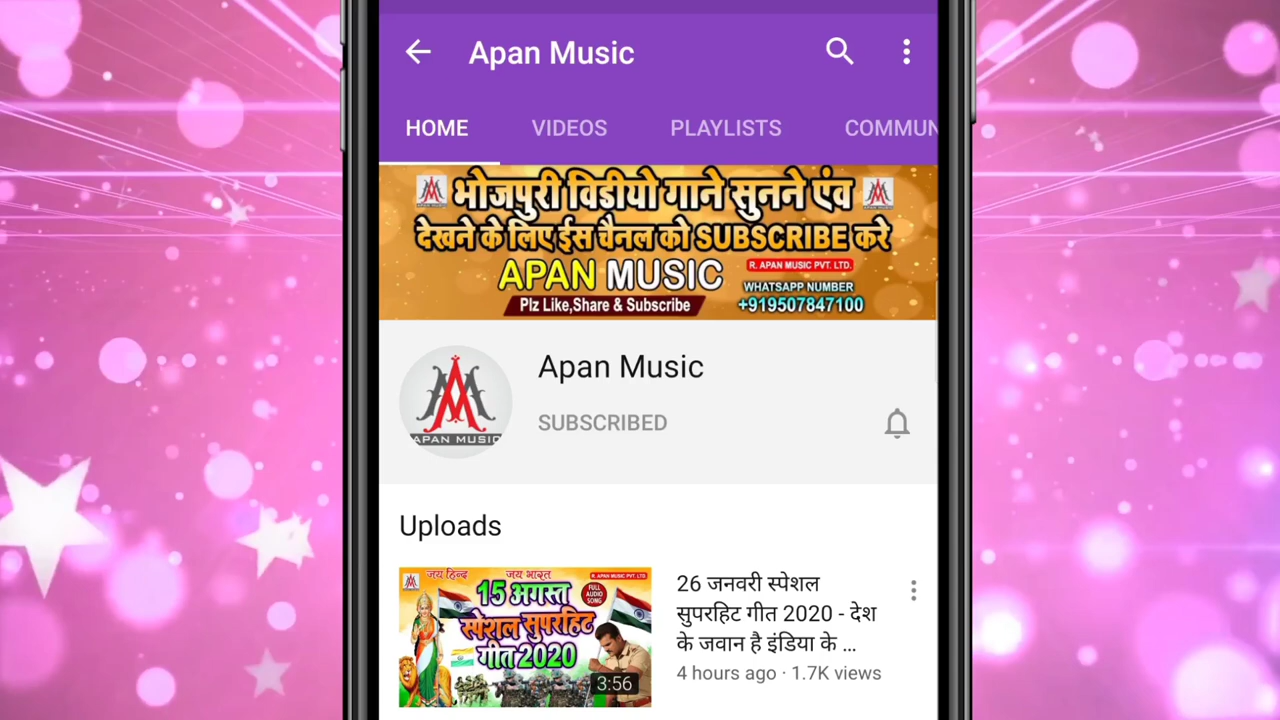 Apan Music
HOME VIDEOS PLAYLISTS COMMUN
भोजपुरी विडीयो गाने सुनने एंव
देखने के लिए ईस चैनल को SUBSCRIBE करे
APAN MUSIC
R. APAN MUSIC PVT. LTD.
WHATSAPP NUMBER
Plz Like,Share & Subscribe
+919507847100
Apan Music
SUBSCRIBED
APAN MUSIC
Uploads
जय हिन्द जय भारत
R. APAN MUSIC PVT. LTD
15 अगस्त
FULL
AUDIO
SONG
स्पेशल सुपरहिट
गीत 2020
3:56
26 जनवरी स्पेशल
सुपरहिट गीत 2020 - देश
के जवान है इंडिया के ...
4 hours ago · 1.7K views